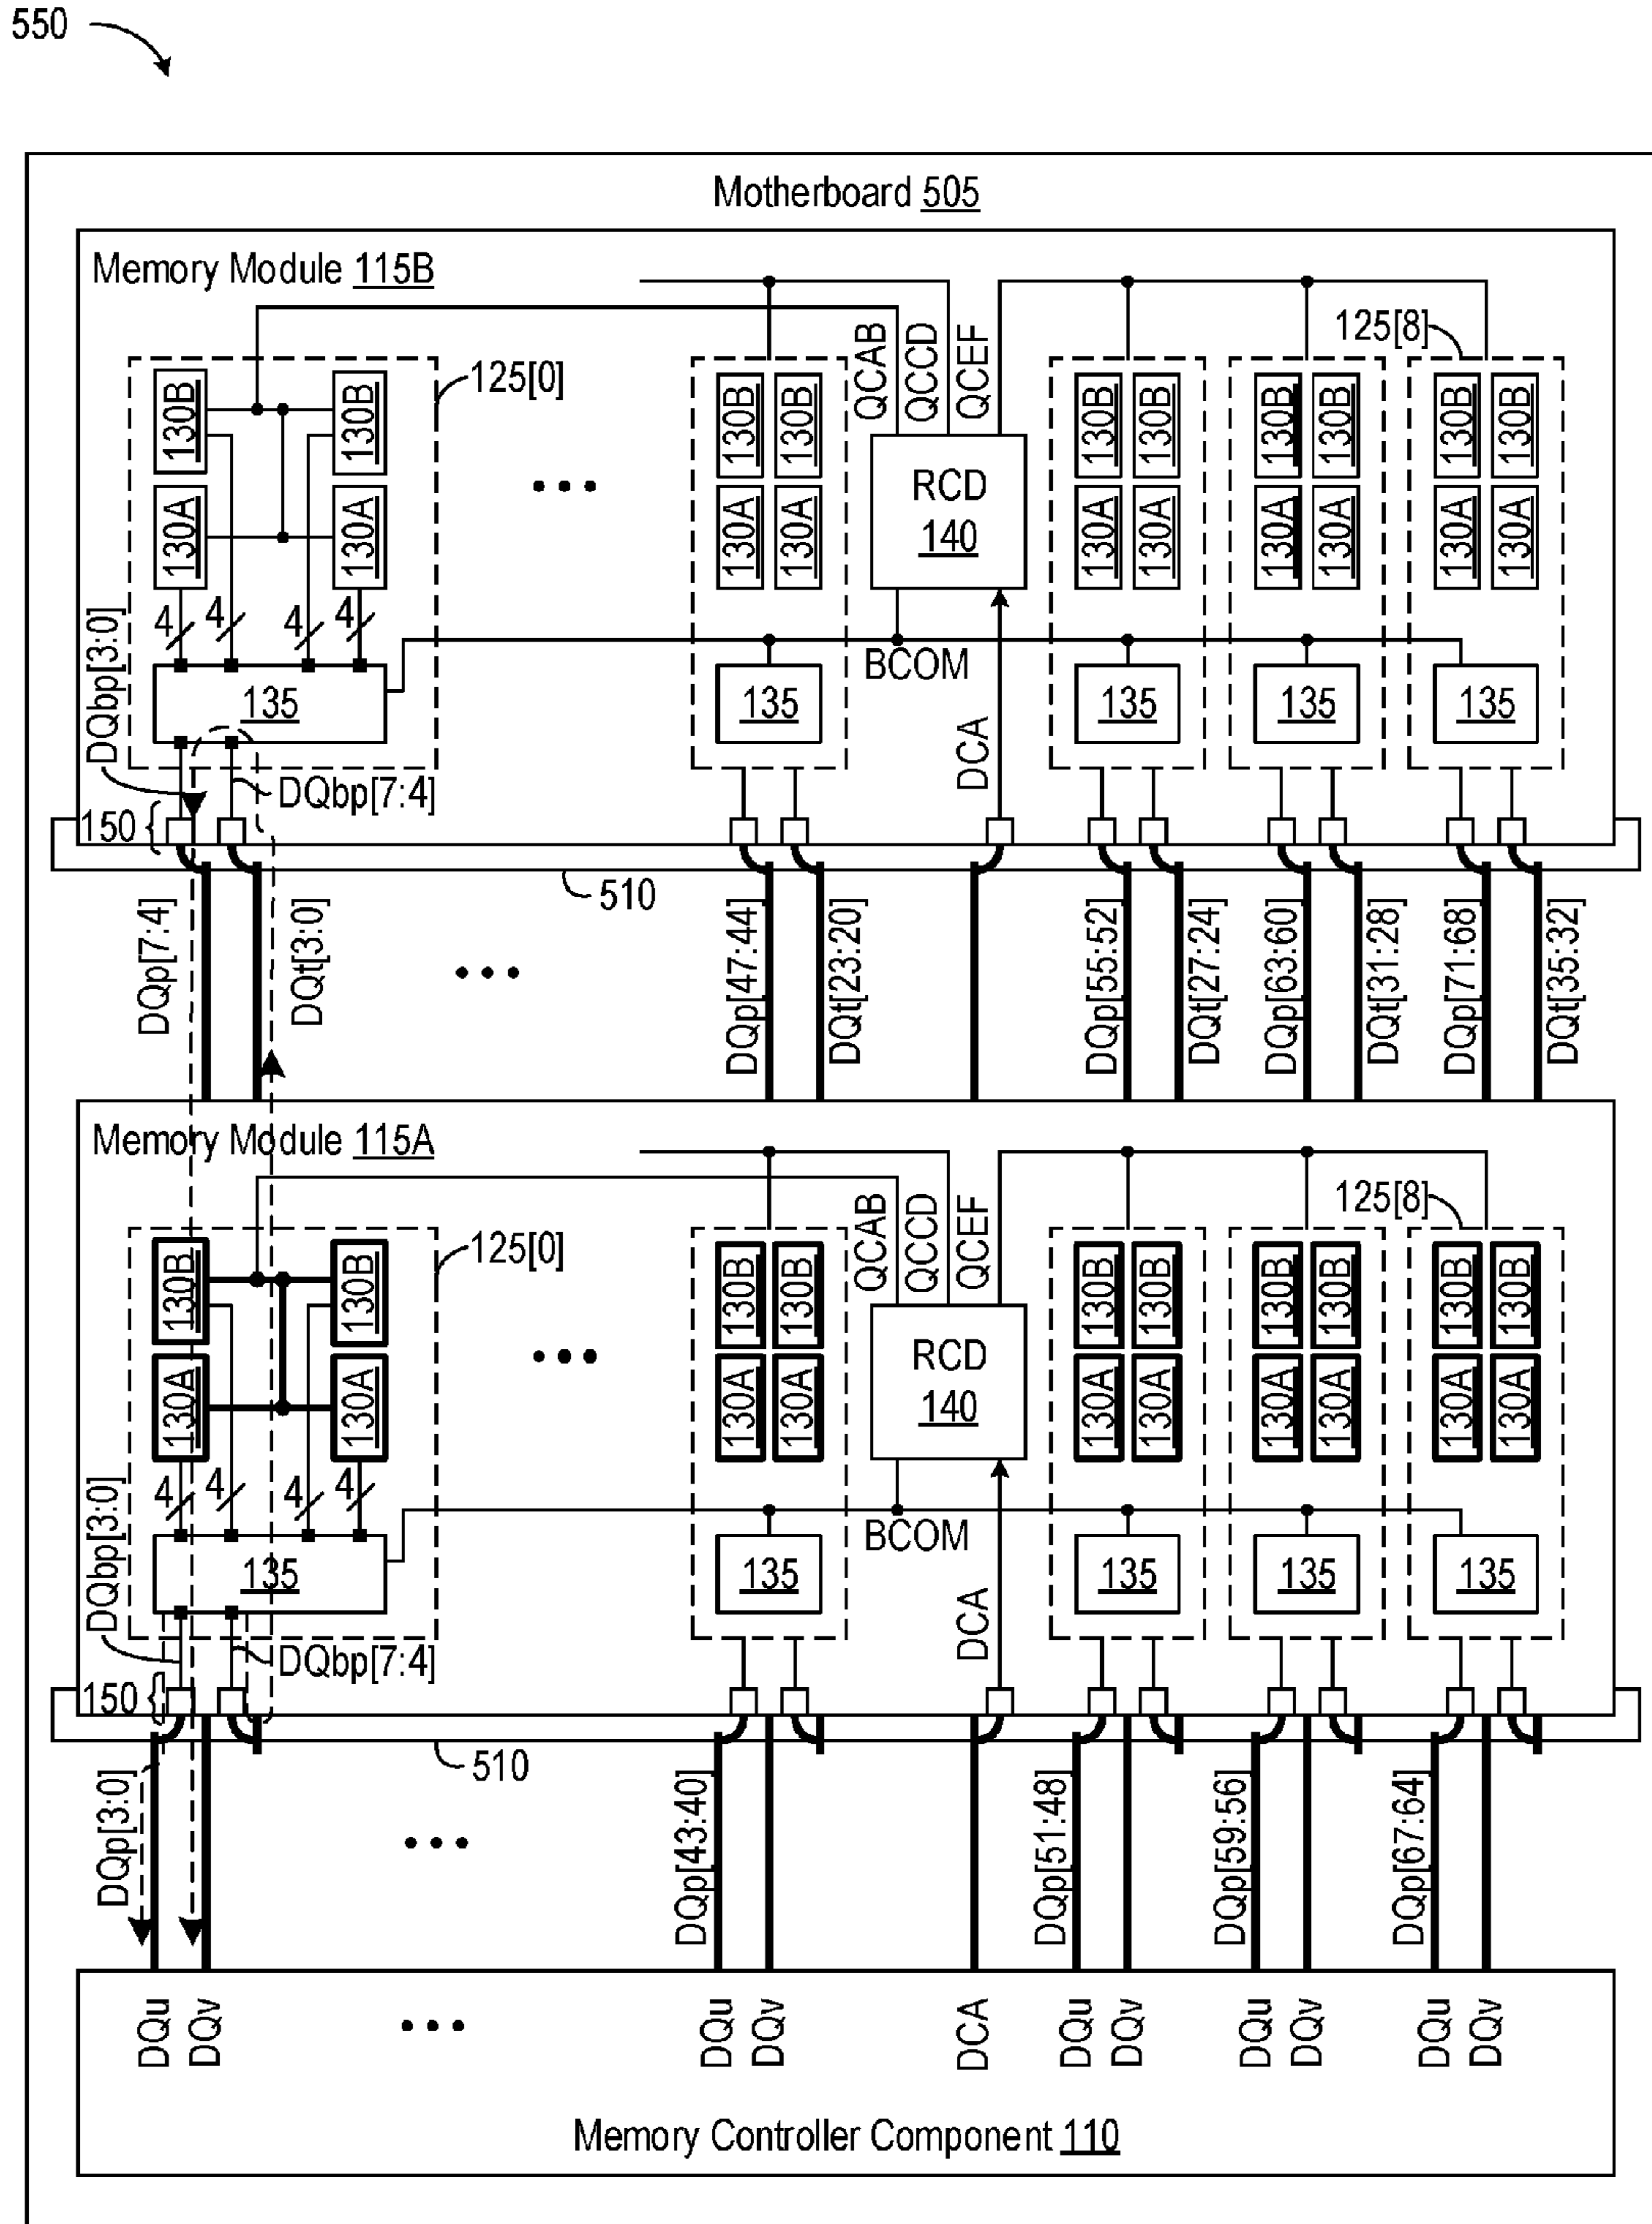 550
Motherboard 505
Memory Module 115B
QCAB
QCCD
QCEF
125[8]
125[0]
130B
130B
130B
130B
130B
130B
130B
130B
130B
130B
RCD
140
130A
130A
130A
130A
130A
130A
130A
130A
130A
130A
DQbp[3:0]
4
4
4
4
BCOM
135
135
135
135
135
DCA
DQbp[7:4]
150
510
DQp[7:4]
DQt[3:0]
DQp[47:44]
DQt[23:20]
DQp[55:52]
DQt[27:24]
DQp[63:60]
DQt[31:28]
DQp[71:68]
DQt[35:32]
Memory Module 115A
QCAB
QCCD
QCEF
125[8]
125[0]
130B
130B
130B
130B
130B
130B
130B
130B
130B
130B
RCD
140
130A
130A
130A
130A
130A
130A
130A
130A
130A
130A
DQbp[3:0]
4
4
4
4
BCOM
135
135
135
135
135
DCA
DQbp[7:4]
150
510
DQp[3:0]
DQp[43:40]
DQp[51:48]
DQp[59:56]
DQp[67:64]
DQu
DQv
DQu
DQv
DCA
DQu
DQv
DQu
DQv
DQu
DQv
Memory Controller Component 110